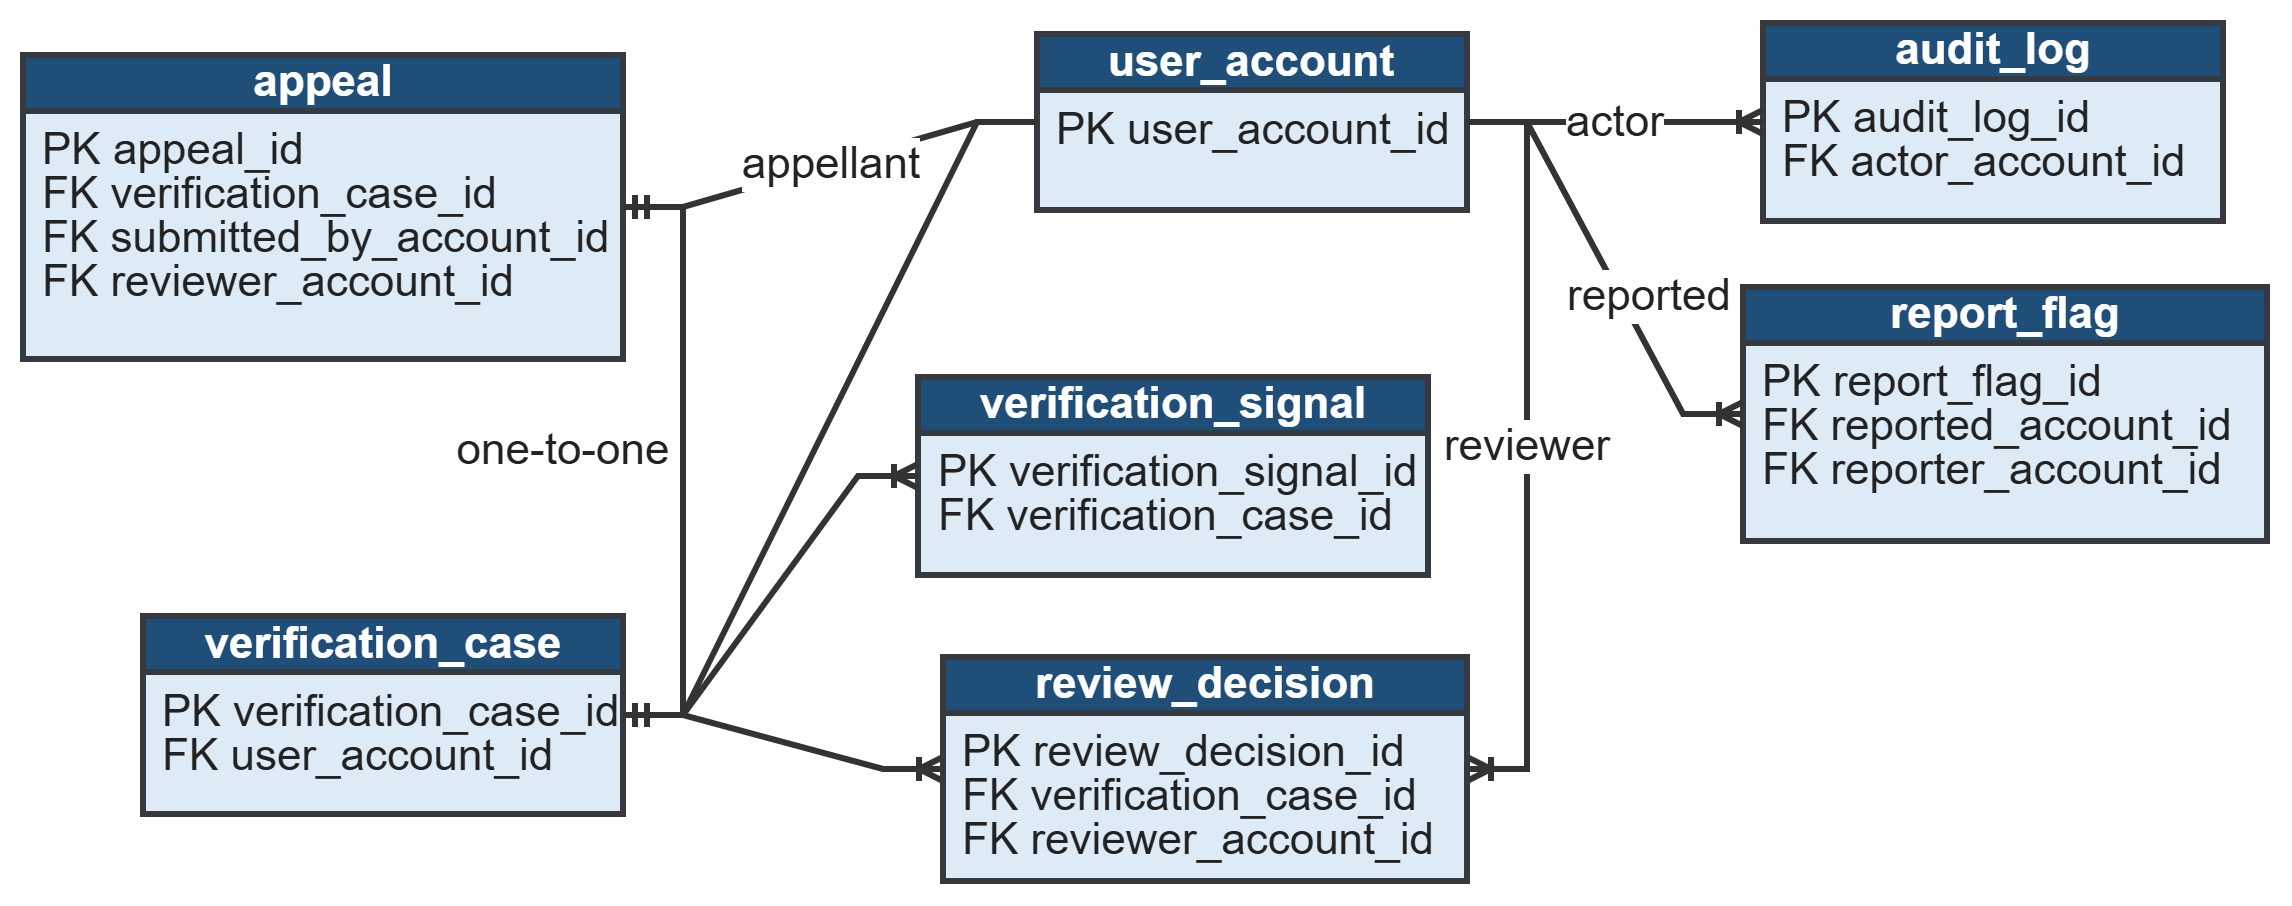 appeal
PK appeal_id
FK verification_case_id
FK submitted_by_account_id
FK reviewer_account_id
appellant
user_account
PK user_account_id
actor
audit_log
PK audit_log_id
FK actor_account_id
reported
report_flag
PK report_flag_id
FK reported_account_id
FK reporter_account_id
one-to-one
verification_signal
PK verification_signal_id
FK verification_case_id
reviewer
verification_case
PK verification_case_id
FK user_account_id
review_decision
PK review_decision_id
FK verification_case_id
FK reviewer_account_id